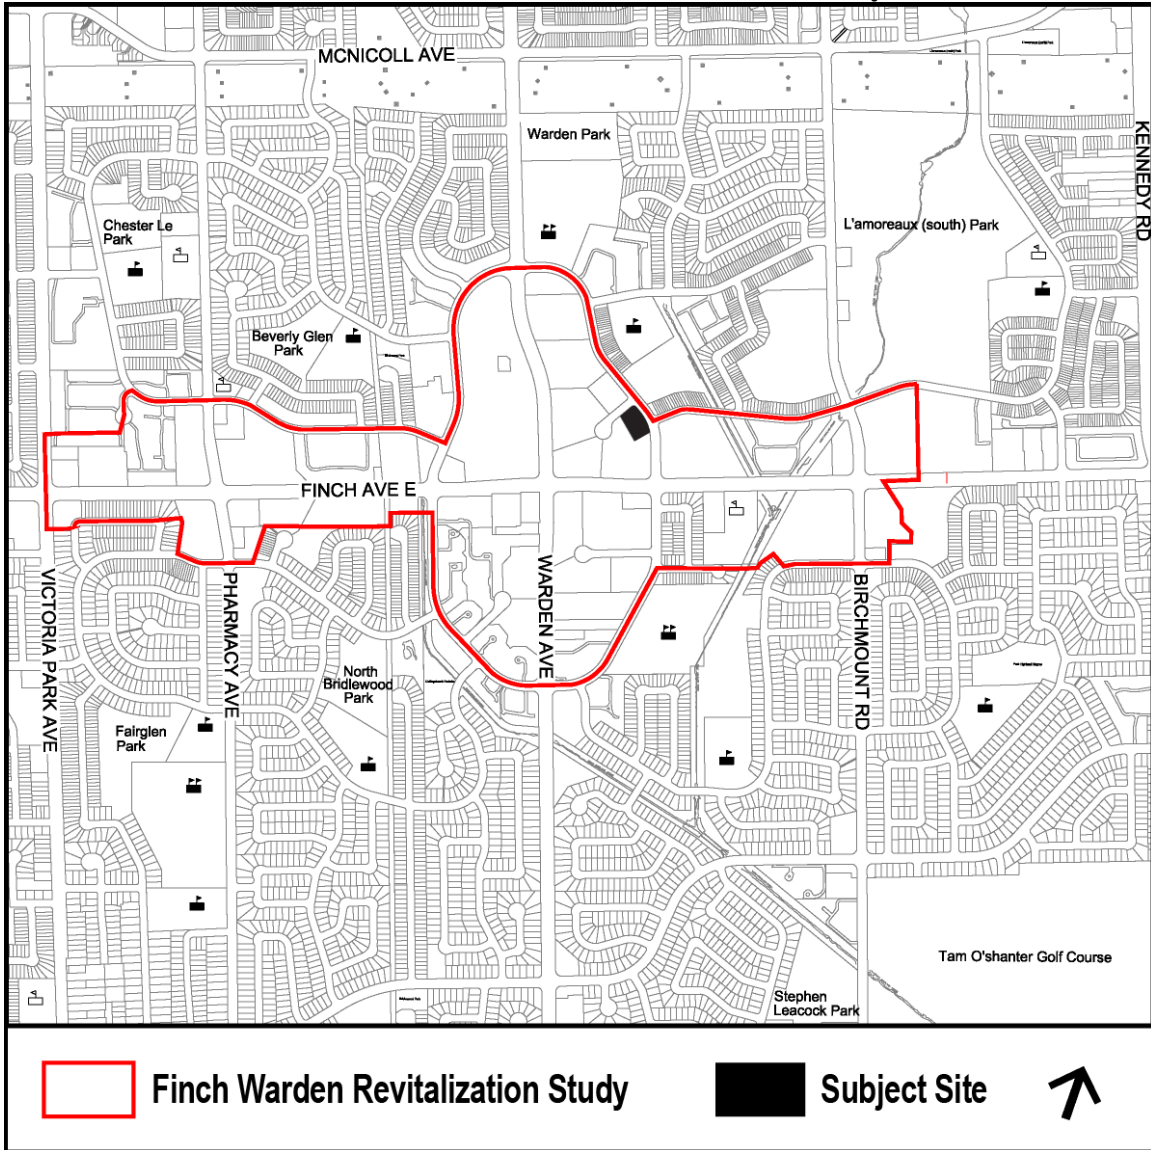 MCNICOLL AVE
Warden Park
KENNEDY RD
Chester Le
Park
L'amoreaux (south) Park
Beverly Glen
Park
FINCH AVE E
VICTORIA PARK AVE
PHARMACY AVE
WARDEN AVE
BIRCHMOUNT RD
North
Bridlewood
Park
Fairglen
Park
Tam O'shanter Golf Course
Stephen
Leacock Park
Finch Warden Revitalization Study
Subject Site